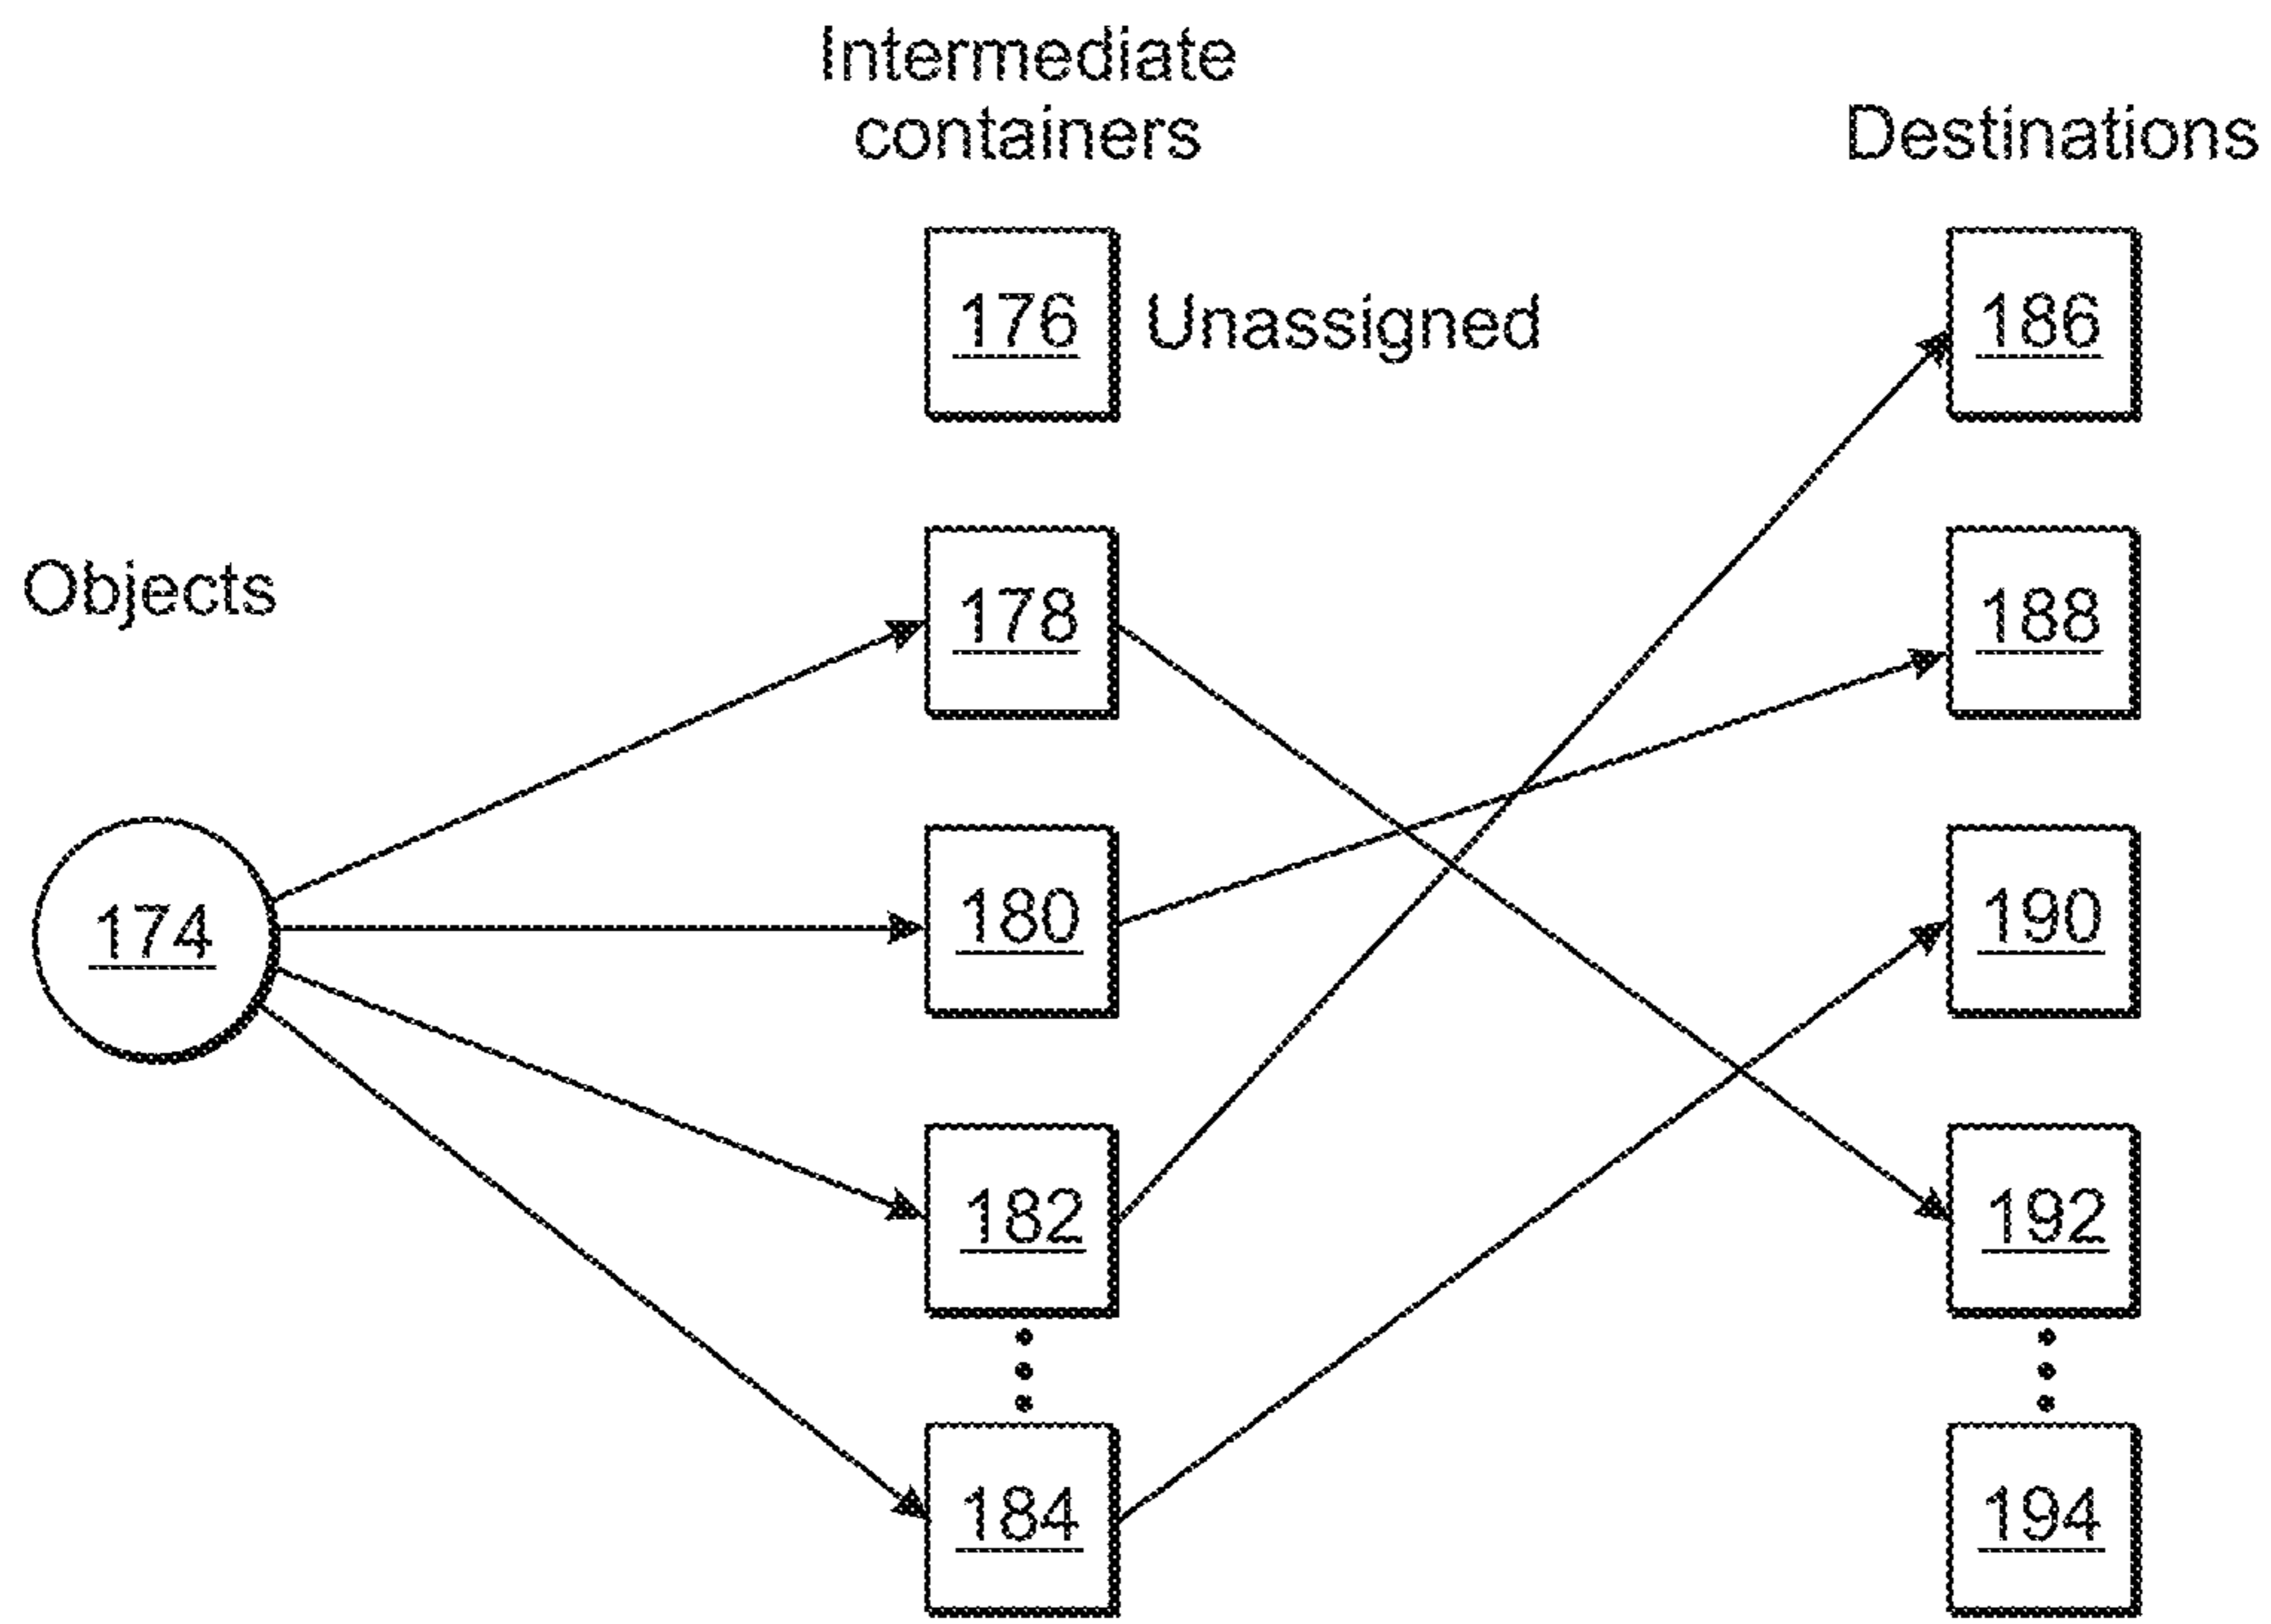 Intermediate
containers
Destinations
176 Unassigned
186
Objects
178
188
174
180
190
182
192
184
194